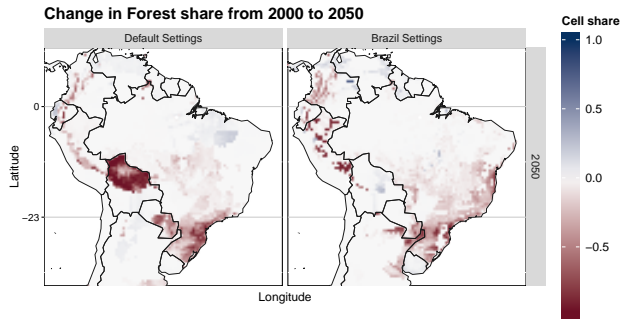 Change in Forest share from 2000 to 2050
Default Settings
Brazil Settings
Cell share
1.0
0.5
0.0
−0.5
0
−23
Latitude
2050
Longitude